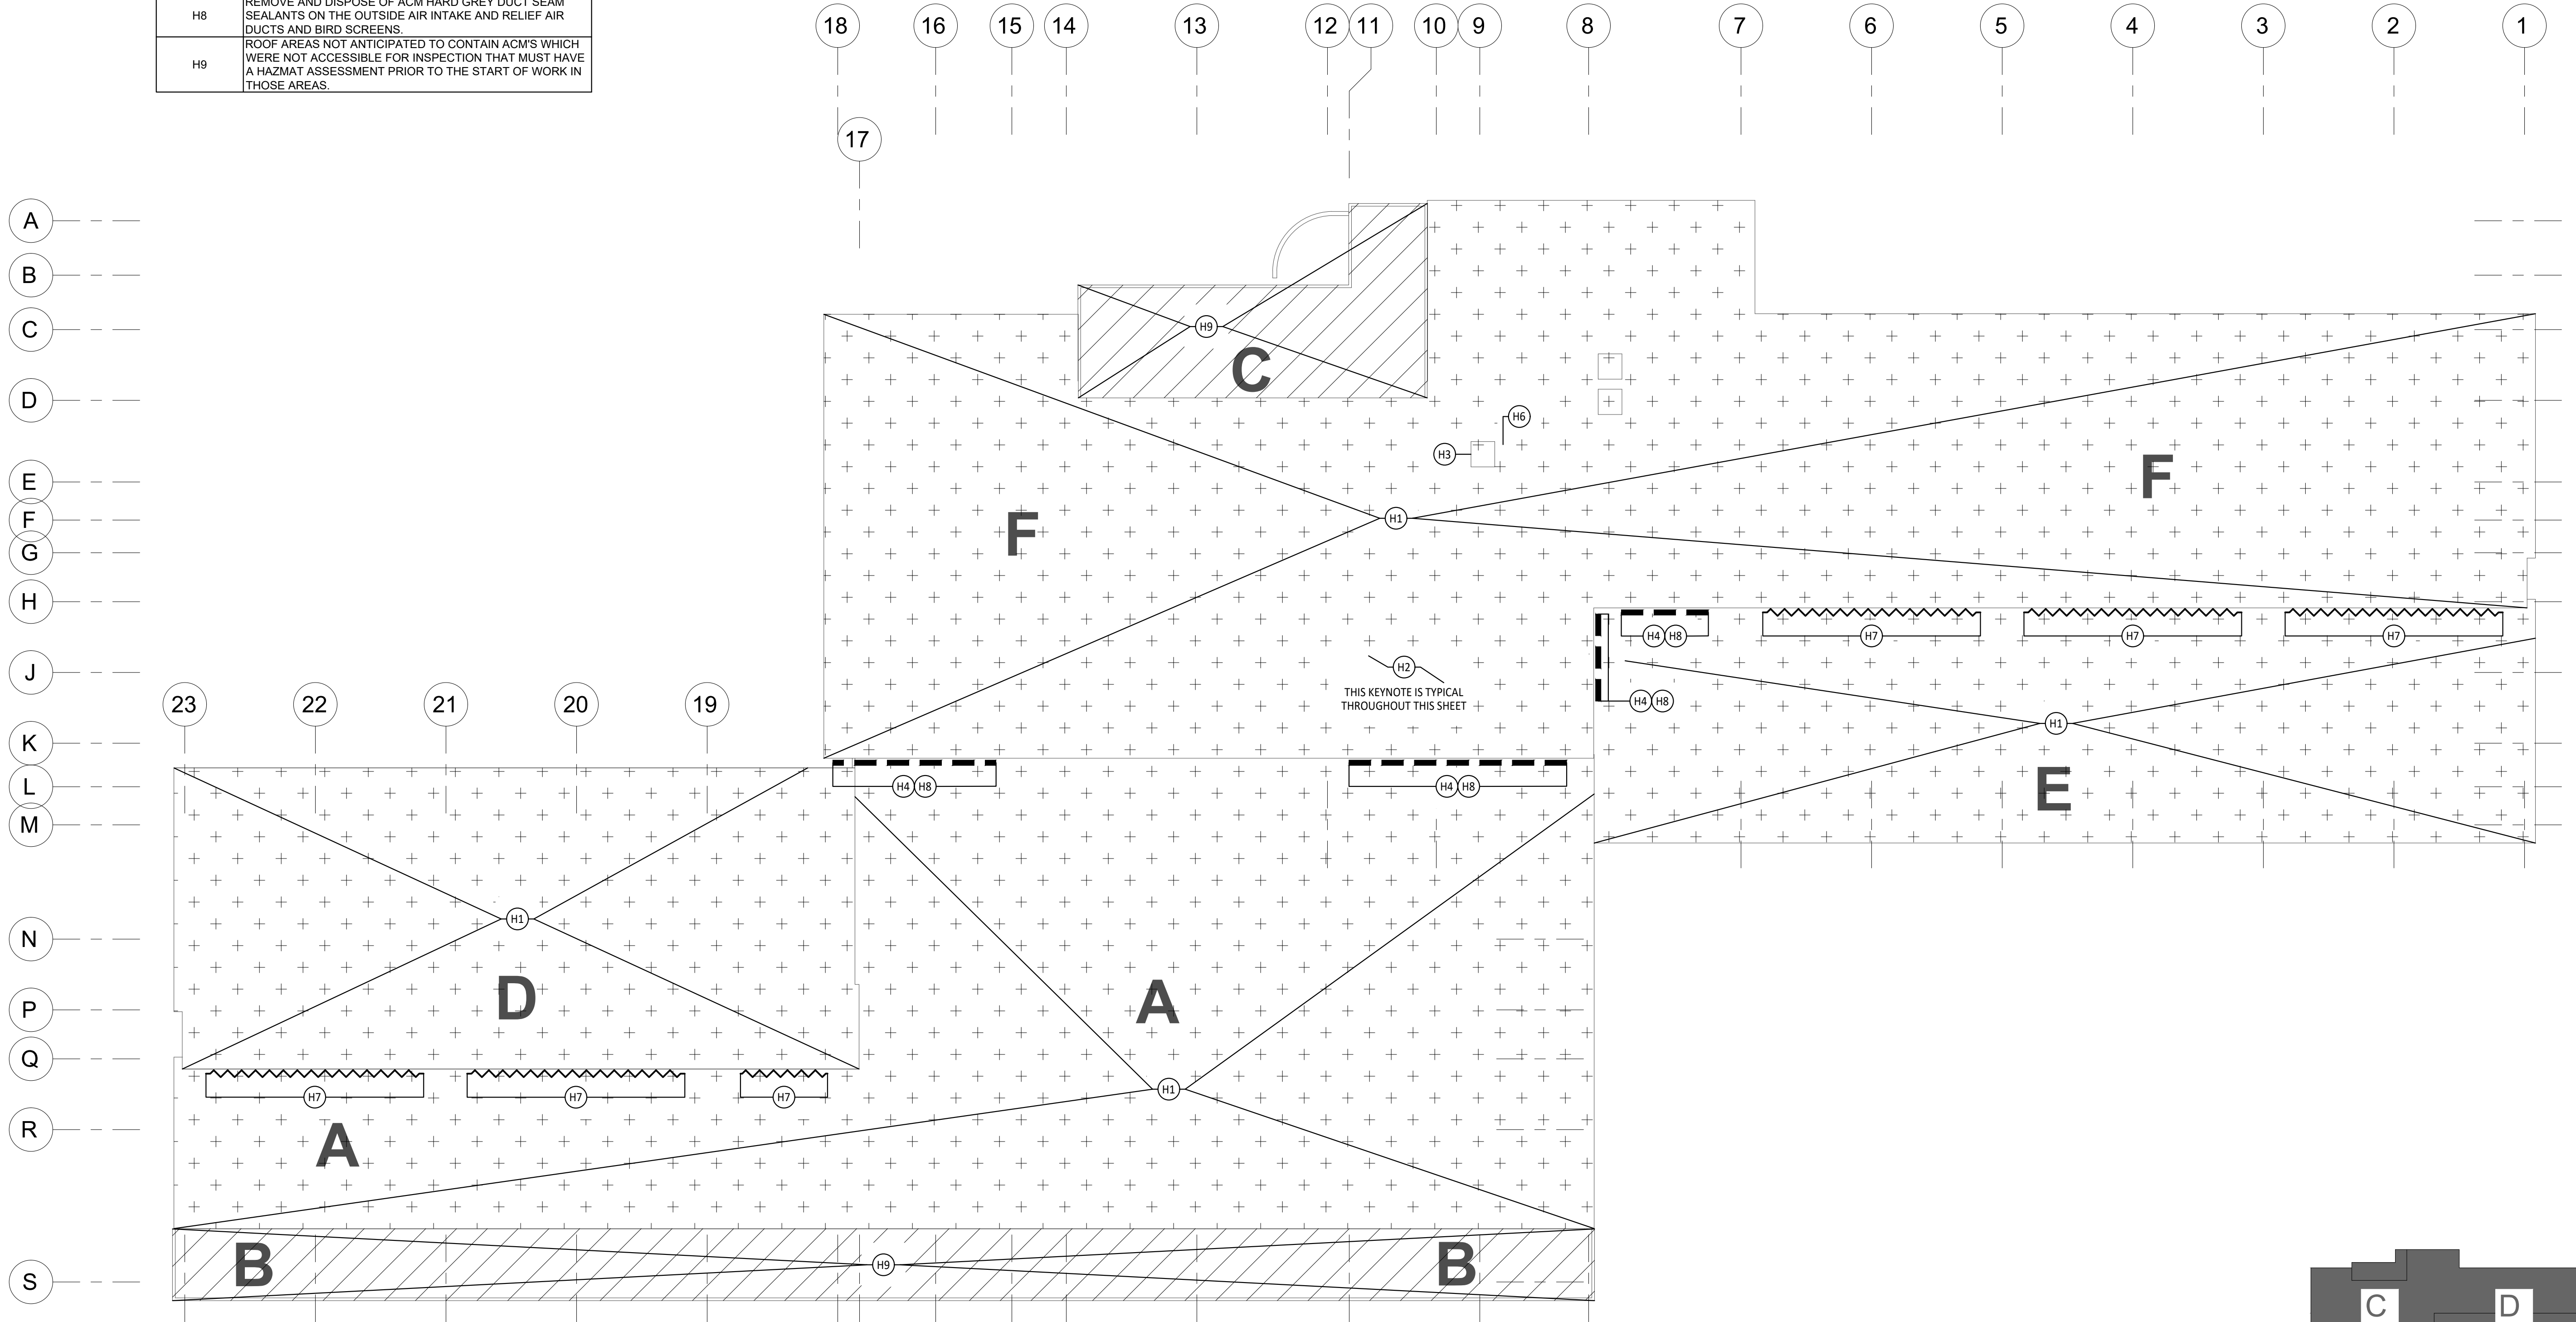 H8
REMOVE AND DISPOSE OF ACM HARD GREY DUCT SEAM
SEALANTS ON THE OUTSIDE AIR INTAKE AND RELIEF AIR
DUCTS AND BIRD SCREENS.
H9
ROOF AREAS NOT ANTICIPATED TO CONTAIN ACM'S WHICH
WERE NOT ACCESSIBLE FOR INSPECTION THAT MUST HAVE
A HAZMAT ASSESSMENT PRIOR TO THE START OF WORK IN
THOSE AREAS.
18 16 15 14 13 12 11 10 9 8 7 6 5 4 3 2 1
17
A
B
C
H9
C
D
H6
H3
E
F
F
H1
F
G
H
H4 H8 H7 H7 H7
H2
J
THIS KEYNOTE IS TYPICAL
THROUGHOUT THIS SHEET
H4 H8
23 22 21 20 19
H1
K
L
H4 H8 H4 H8
E
M
H1
N
D
A
P
Q
H1
H7 H7 H7
R
A
B
H9
B
S
C D